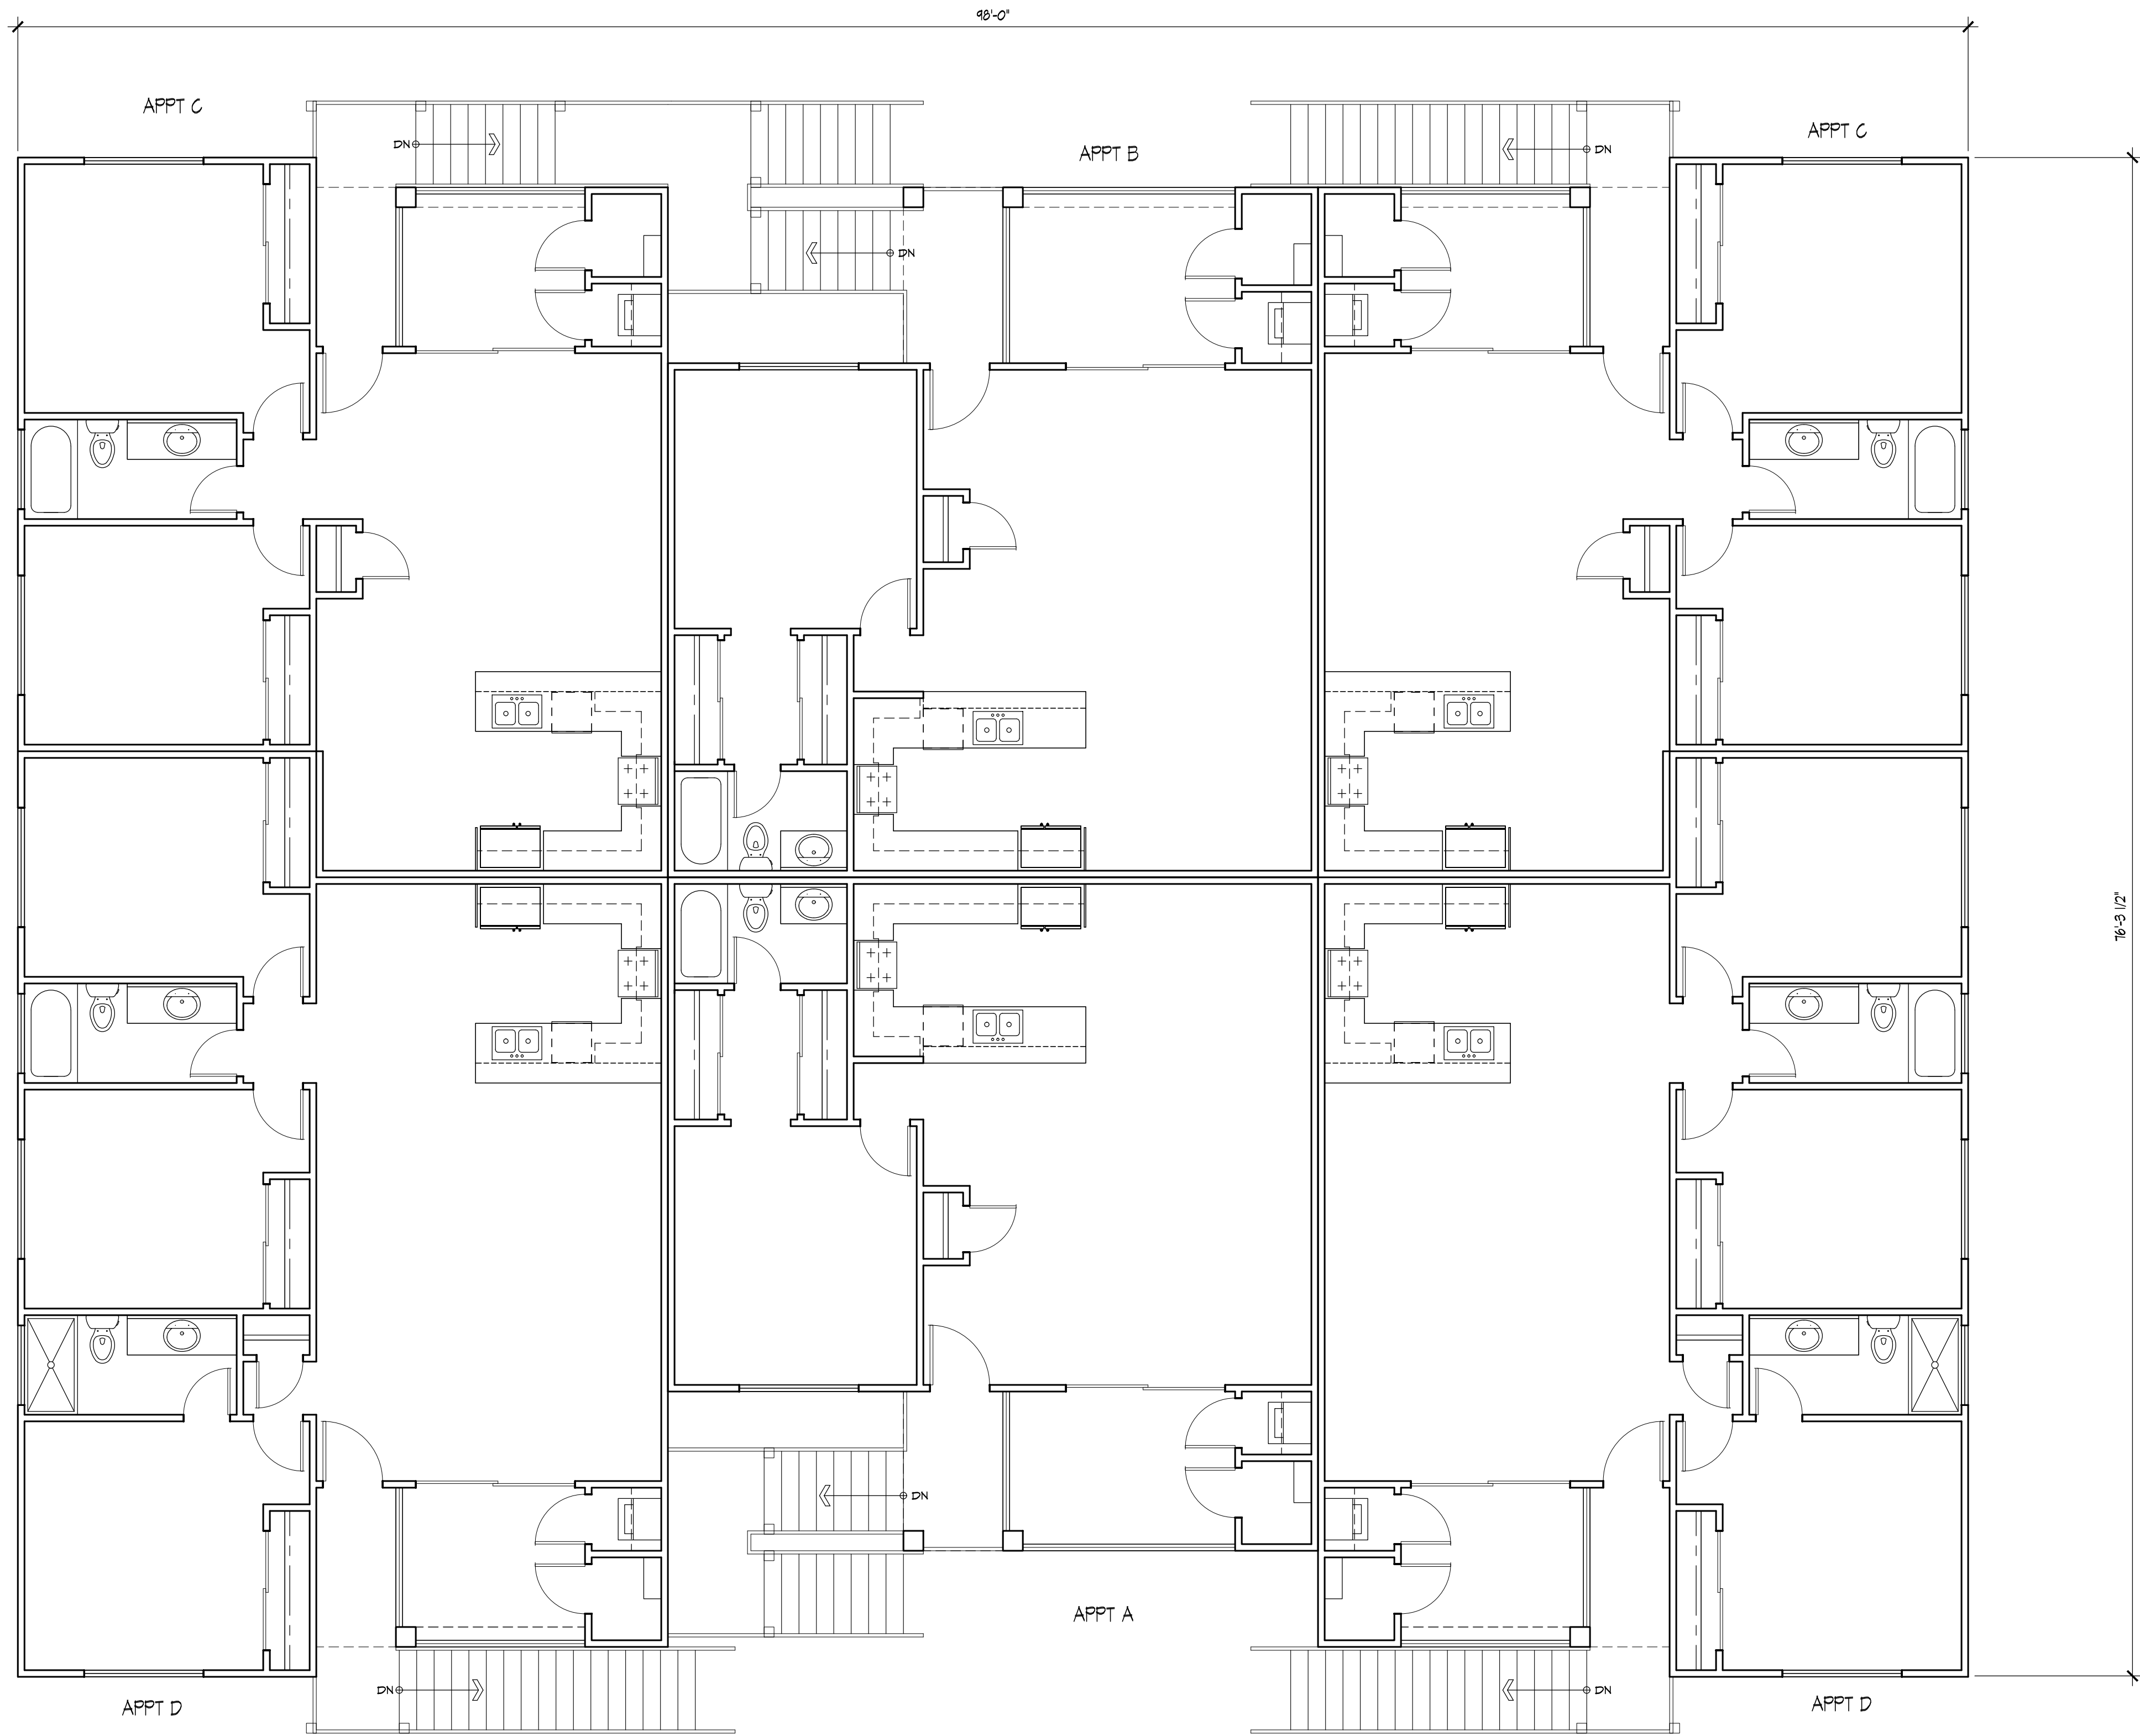 98'-0"
APPT C
APPT B
APPT C
DN
DN
DN
76'-3 1/2"
DN
APPT A
DN
DN
APPT D
APPT D